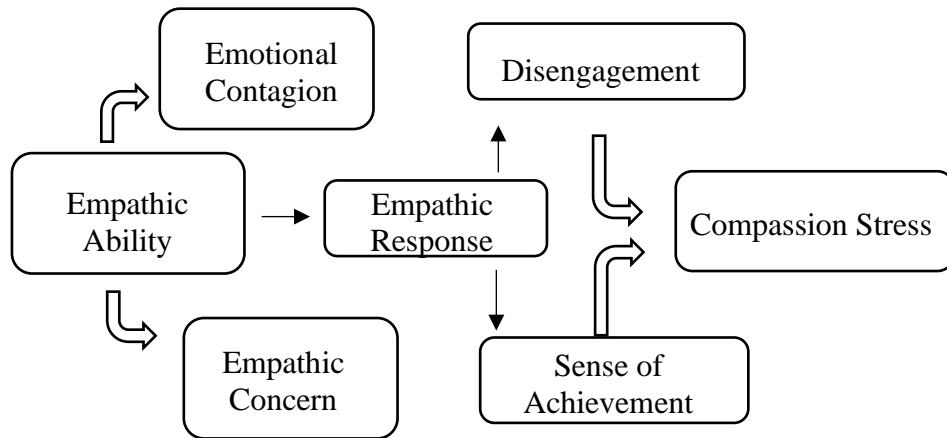 Emotional
Contagion
Disengagement
Empathic
Ability
Empathic
Response
Compassion Stress
Empathic
Concern
Sense of
Achievement